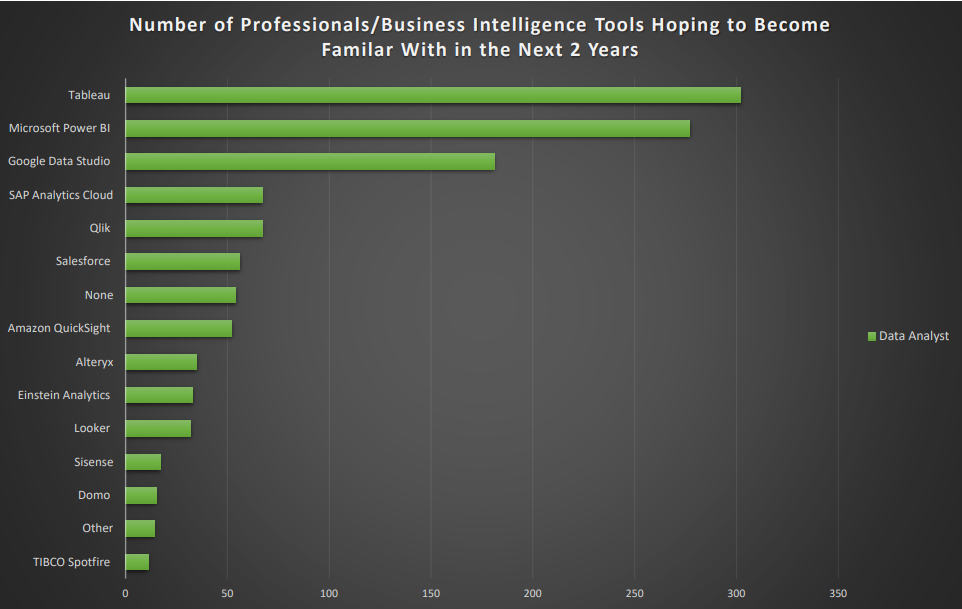 Number of Professionals/Business Intelligence Tools Hoping to Become
Familar With in the Next 2 Years
Tableau
Microsoft Power BI
Google Data Studio
SAP Analytics Cloud
Qlik
Salesforce
None
Amazon QuickSight
Alteryx
Einstein Analytics
Looker
Sisense
Domo
Other
TIBCO Spotfire
0 50 100 150 200 250 300 350
Data Analyst